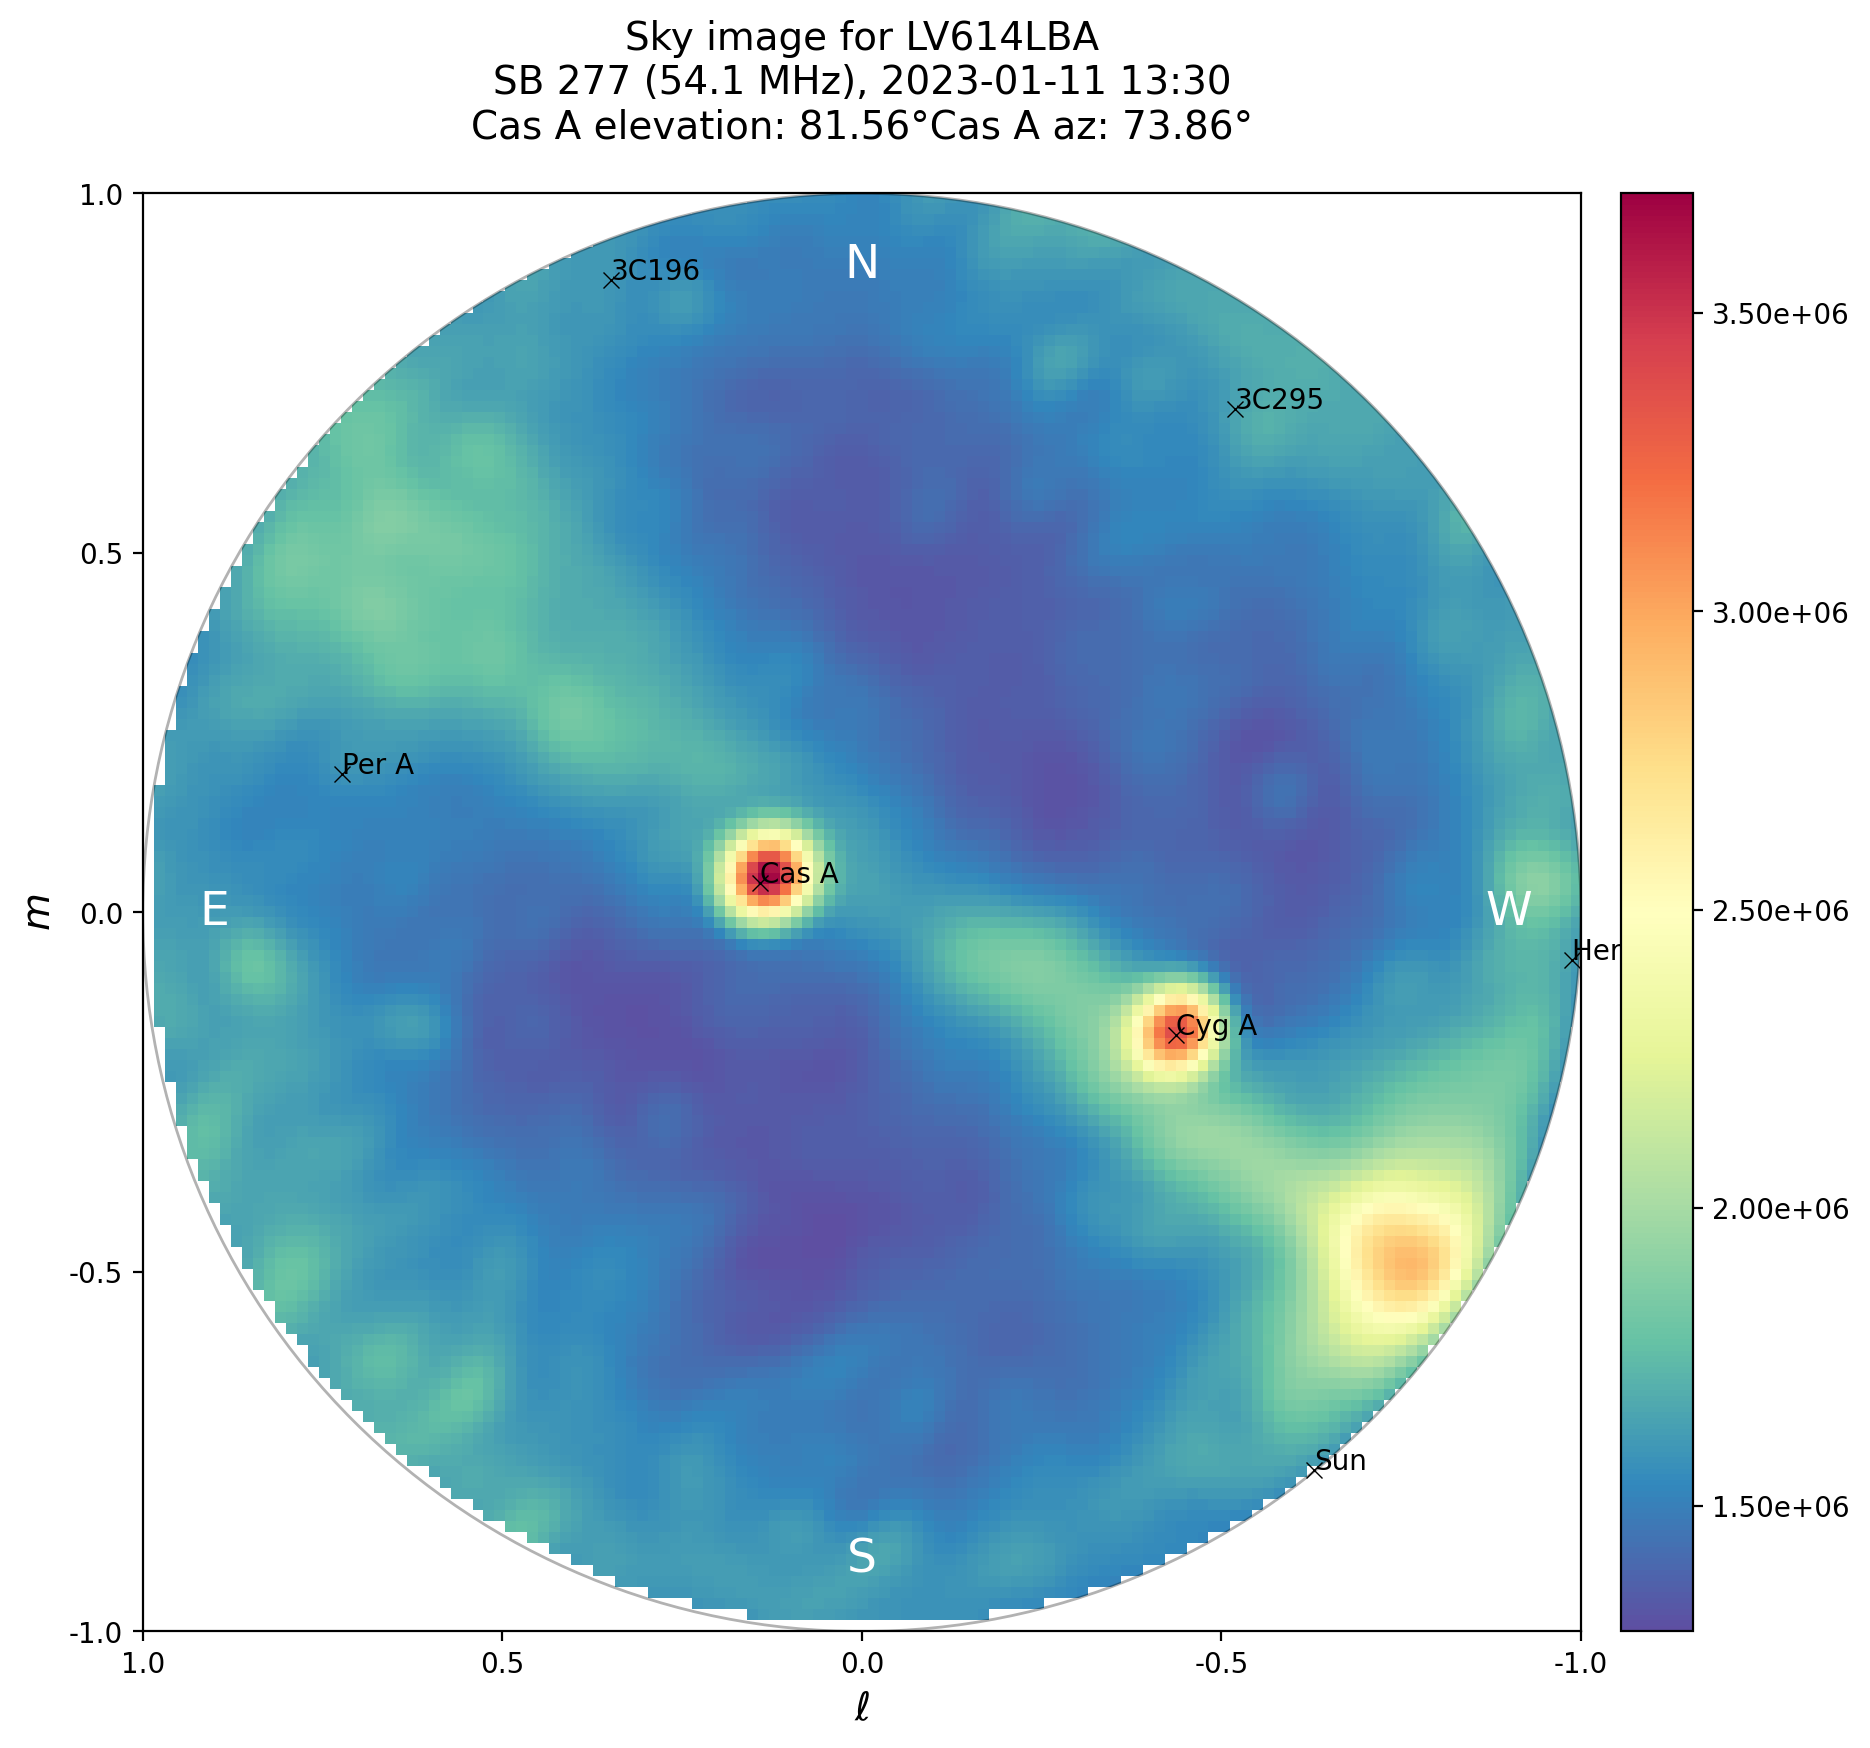 Sky image for LV614LBA
SB 277 (54.1 MHz), 2023-01-11 13:30
Cas A elevation: 81.56°Cas A az: 73.86°
1.0
N
3C196
3.50e+06
3C295
3.00e+06
0.5
Per A
Cas A
m
0.0
E
W
2.50e+06
Her
Cyg A
2.00e+06
-0.5
Sun
1.50e+06
S
-1.0
1.0
0.5
0.0
-0.5
-1.0
ℓ